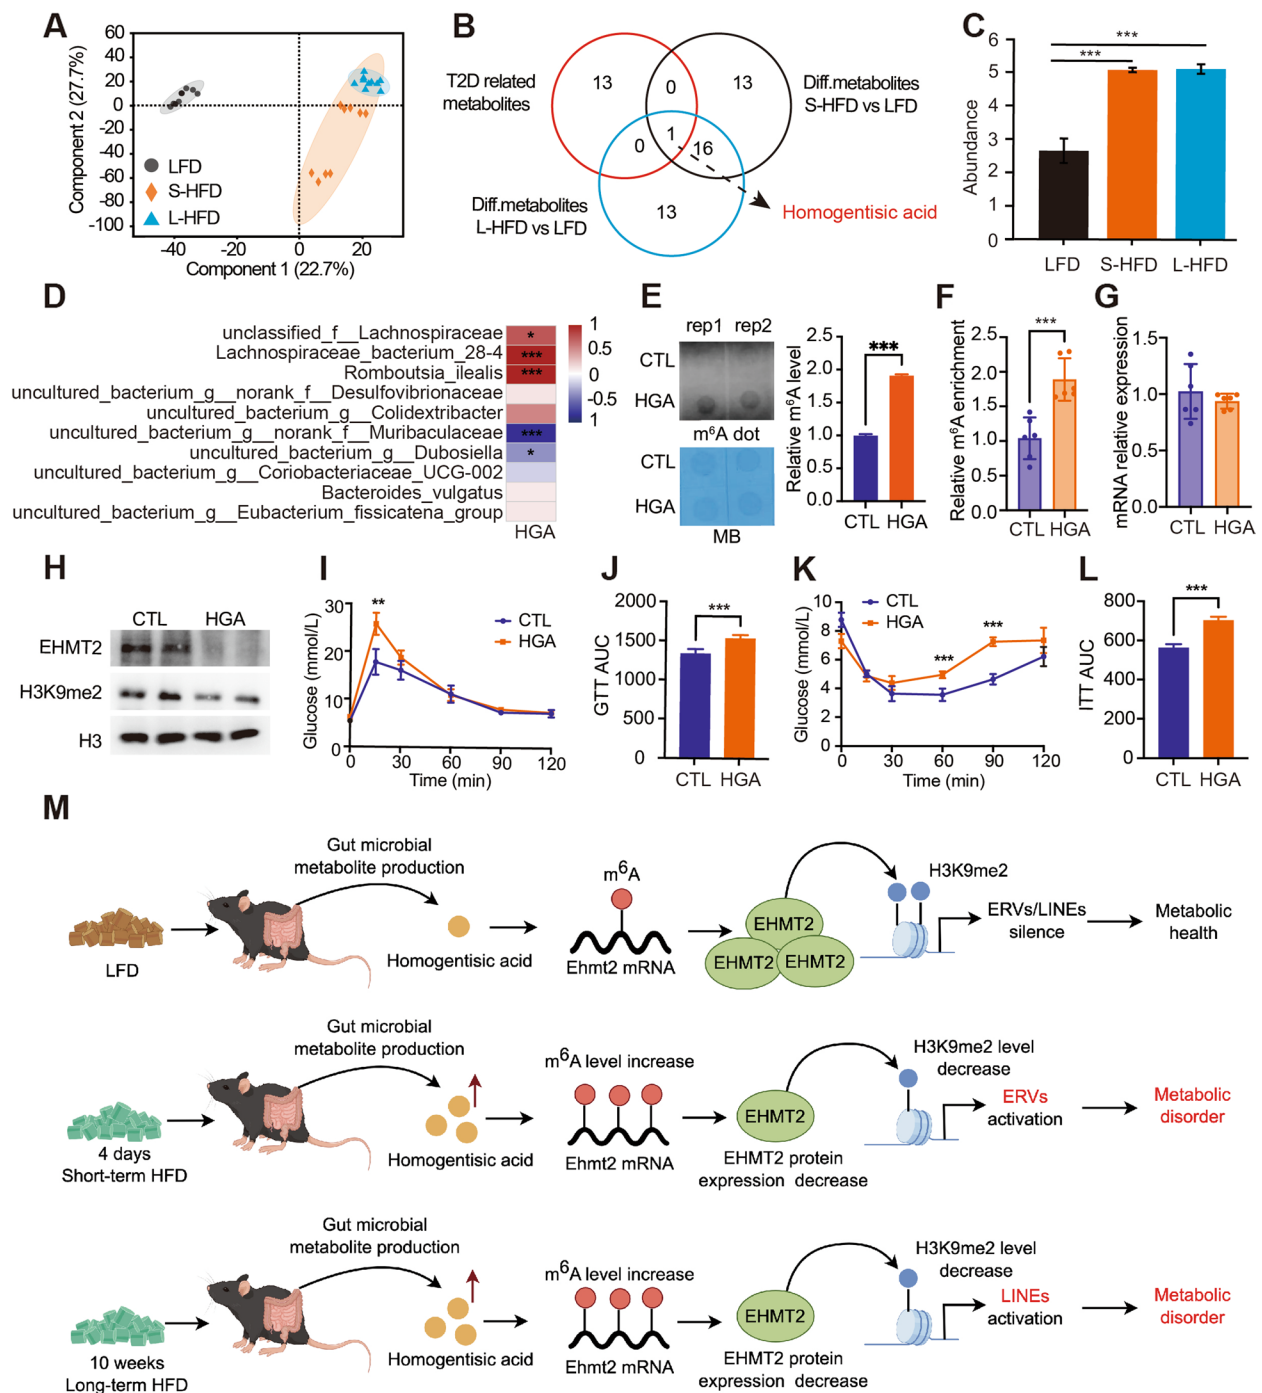 A
60
40
20
0
-20
-40
-60
-80
-100
Component 2 (27.7%)
LFD
S-HFD
L-HFD
-40
-20
0
20
Component 1 (22.7%)
B
T2D related
metabolites
13
0
13
Diff.metabolites
S-HFD vs LFD
1
0
16
Diff.metabolites
L-HFD vs LFD
13
Homogentisic acid
C
6
5
4
3
2
1
0
Abundance
***
***
LFD
S-HFD
L-HFD
D
unclassified_f__Lachnospiraceae
Lachnospiraceae_bacterium_28-4
Romboutsia_ilealis
uncultured_bacterium_g__norank_f__Desulfovibrionaceae
uncultured_bacterium_g__Colidextribacter
uncultured_bacterium_g__norank_f__Muribaculaceae
uncultured_bacterium_g__Dubosiella
uncultured_bacterium_g__Coriobacteriaceae_UCG-002
Bacteroides_vulgatus
uncultured_bacterium_g__Eubacterium_fissicatena_group
*
***
***
***
*
HGA
1
0.5
0
-0.5
1
E
rep1 rep2
CTL
HGA
m6A dot
CTL
HGA
MB
Relative m6A level
2.5
2.0
1.5
1.0
0.5
0.0
***
CTL HGA
F
Relative m6A enrichment
2.5
2.0
1.5
1.0
0.5
0.0
***
CTL HGA
G
mRNA relative expression
1.5
1.0
0.5
0.0
CTL HGA
H
CTL HGA
EHMT2
H3K9me2
H3
I
Glucose (mmol/L)
30
20
10
0
**
CTL
HGA
0 30 60 90 120
Time (min)
J
GTT AUC
2000
1500
1000
500
0
***
CTL HGA
K
Glucose (mmol/L)
10
8
6
4
2
0
CTL
HGA
***
***
0 30 60 90 120
Time (min)
L
ITT AUC
800
600
400
200
0
***
CTL HGA
M
Gut microbial
metabolite production
LFD
Homogentisic acid
m6A
Ehmt2 mRNA
EHMT2
EHMT2 EHMT2
H3K9me2
ERVs/LINEs
silence
Metabolic
health
Gut microbial
metabolite production
4 days
Short-term HFD
Homogentisic acid
m6A level increase
Ehmt2 mRNA
EHMT2
EHMT2 protein
expression decrease
H3K9me2 level
decrease
ERVs
activation
Metabolic
disorder
Gut microbial
metabolite production
10 weeks
Long-term HFD
Homogentisic acid
m6A level increase
Ehmt2 mRNA
EHMT2
EHMT2 protein
expression decrease
H3K9me2 level
decrease
LINEs
activation
Metabolic
disorder